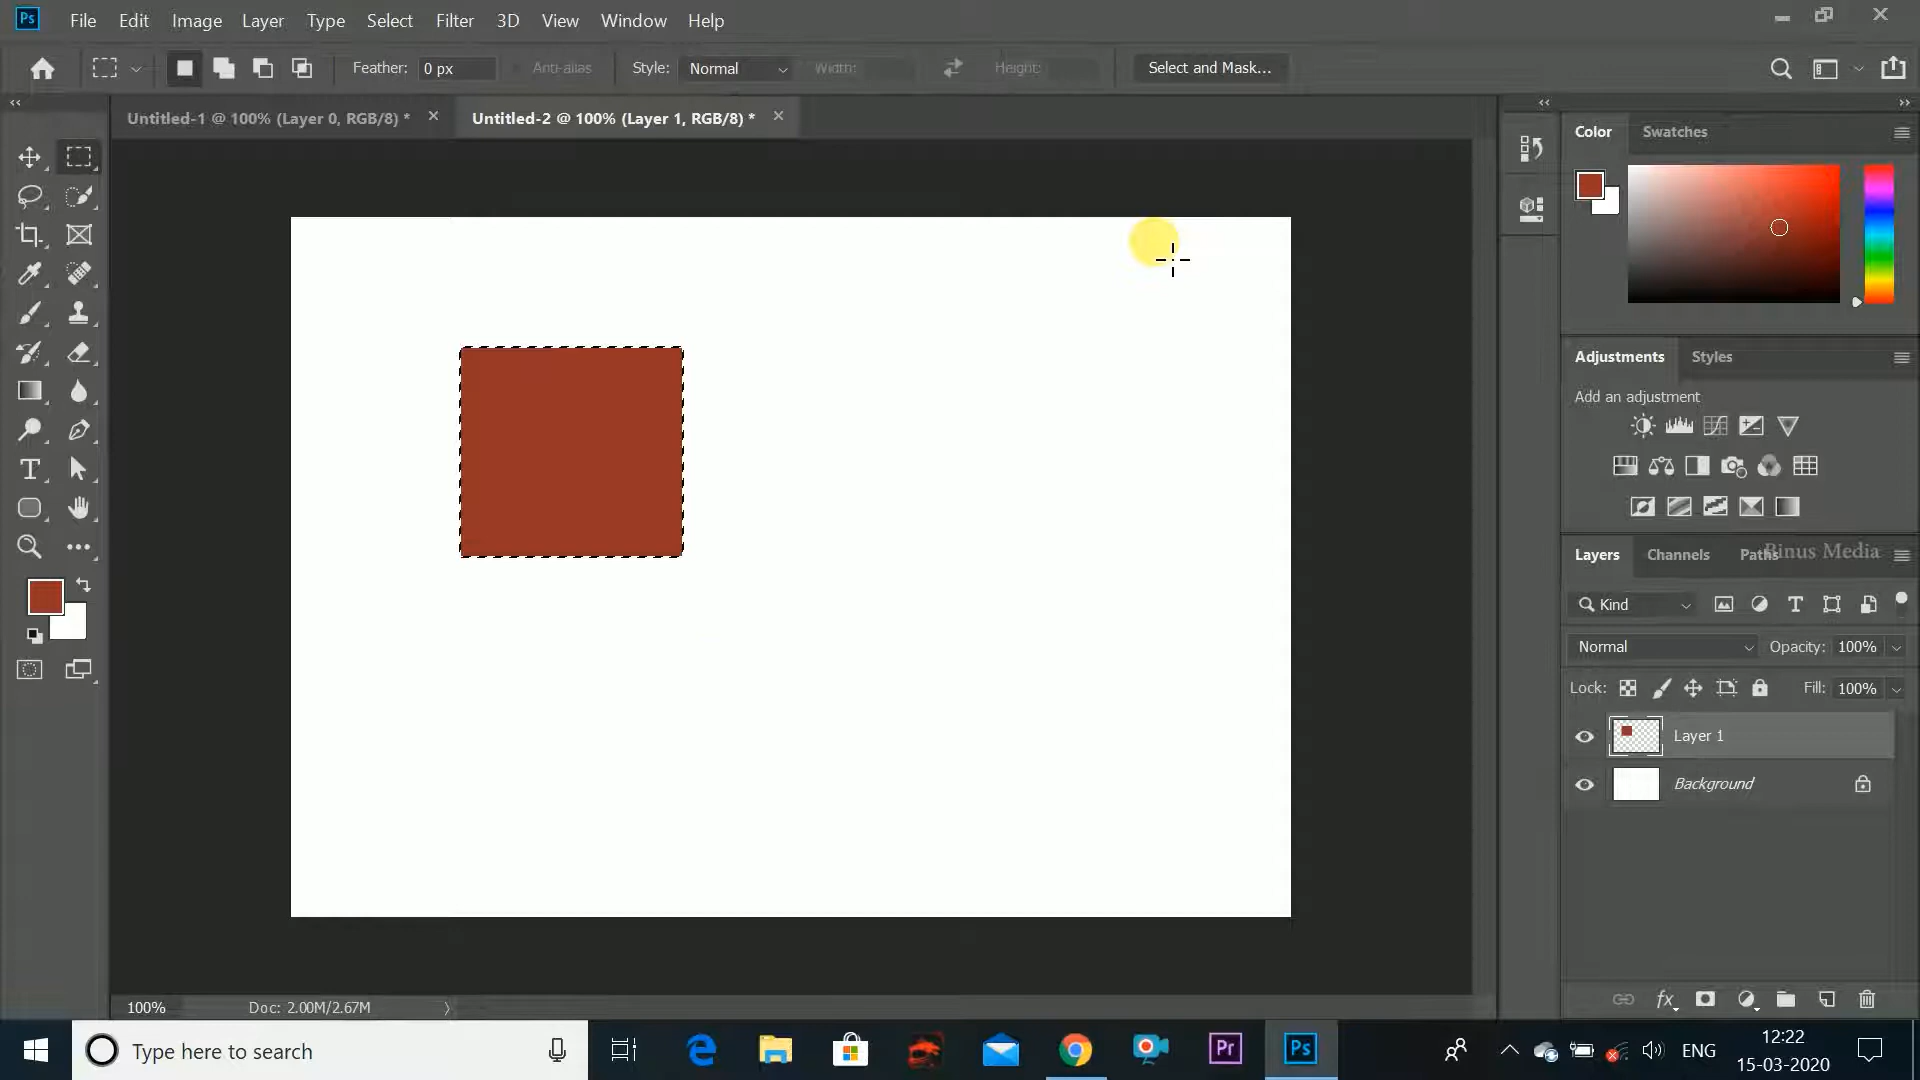 Ps File Edit Image Layer Type Select Filter 3D View Window Help
Feather: 0 px Anti-alias Style: Normal Width: Height: Select and Mask...
Untitled-1 @ 100% (Layer 0, RGB/8) * Untitled-2 @ 100% (Layer 1, RGB/8) *
Color Swatches
Adjustments Styles
Add an adjustment
Layers Channels Paths
Binus Media
Kind
Normal Opacity: 100%
Lock: Fill: 100%
Layer 1
Background
100% Doc: 2.00M/2.67M
Type here to search Pr Ps ENG 12:22
15-03-2020